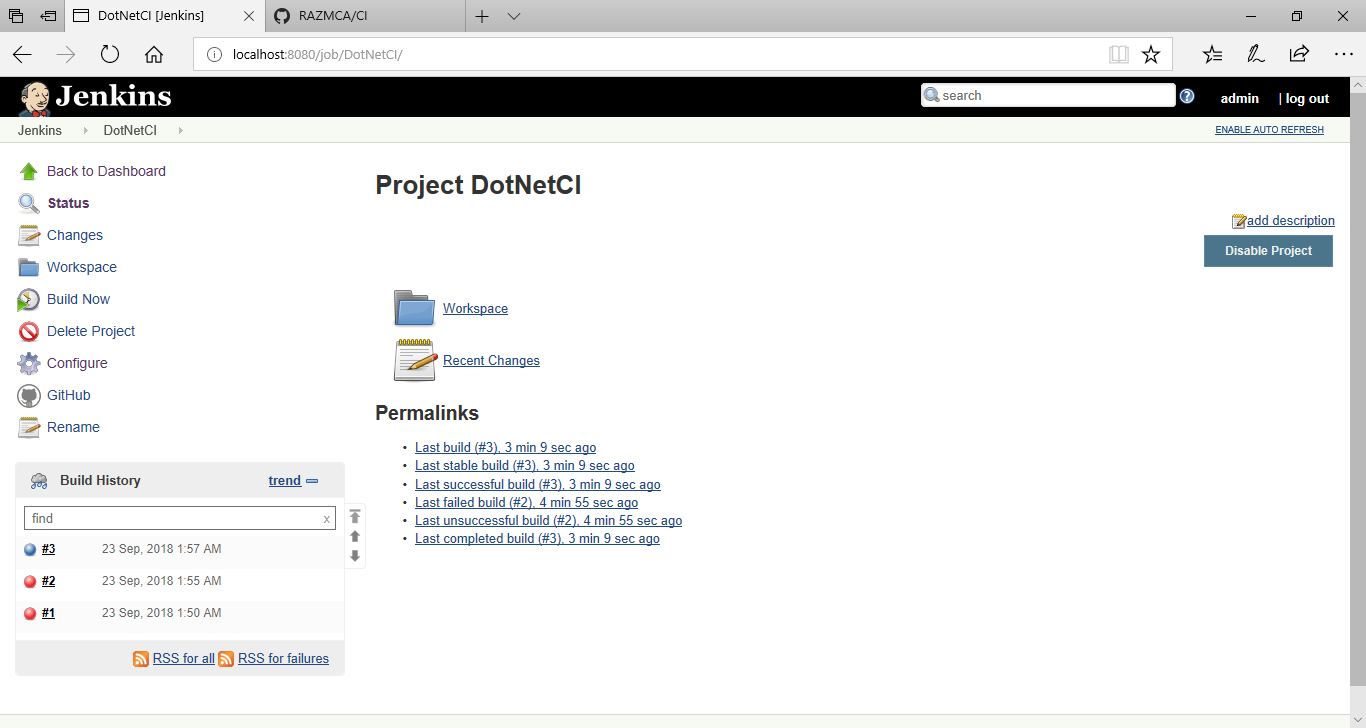 DotNetCI [Jenkins]
RAZMCA/CI
localhost:8080/job/DotNetCI/
Jenkins
search
admin
| log out
Jenkins
DotNetCI
ENABLE AUTO REFRESH
Back to Dashboard
Status
Changes
Workspace
Build Now
Delete Project
Configure
GitHub
Rename
Project DotNetCI
add description
Disable Project
Workspace
Recent Changes
Permalinks
• Last build (#3), 3 min 9 sec ago
• Last stable build (#3), 3 min 9 sec ago
• Last successful build (#3), 3 min 9 sec ago
• Last failed build (#2), 4 min 55 sec ago
• Last unsuccessful build (#2), 4 min 55 sec ago
• Last completed build (#3), 3 min 9 sec ago
Build History
trend
find
x
#3 23 Sep, 2018 1:57 AM
#2 23 Sep, 2018 1:55 AM
#1 23 Sep, 2018 1:50 AM
RSS for all
RSS for failures